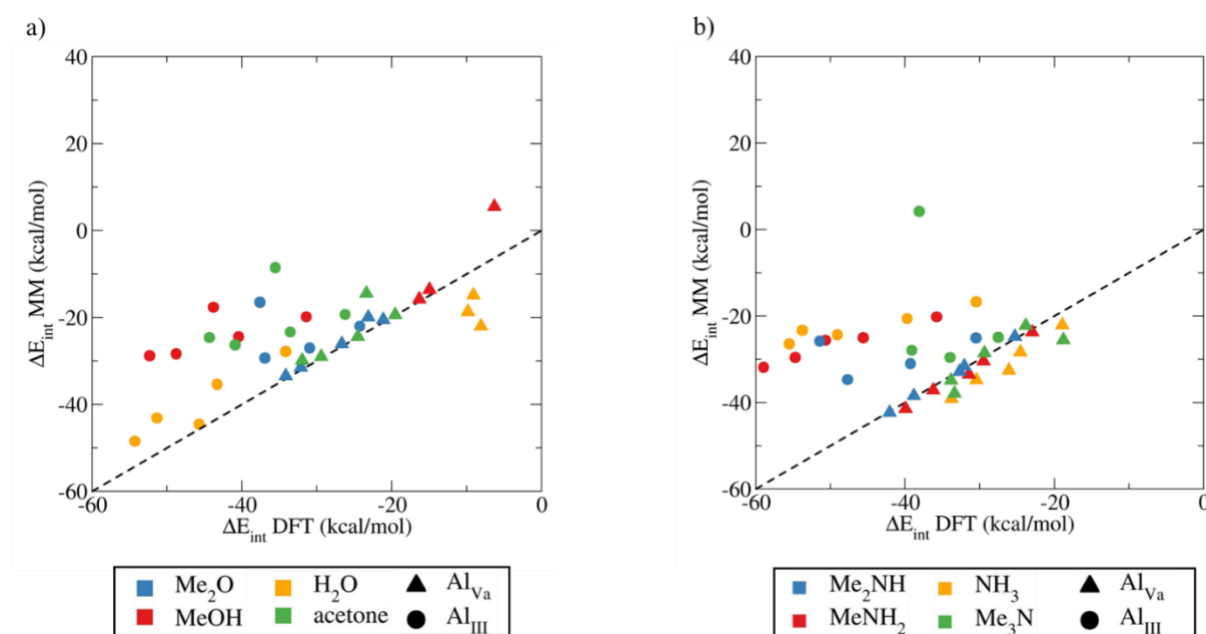 a)
40
20
0
-20
-40
-60
-60 -40 -20 0
ΔE_int MM (kcal/mol)
ΔE_int DFT (kcal/mol)
Me₂O H₂O Al_Va
MeOH acetone Al_III
b)
40
20
0
-20
-40
-60
-60 -40 -20 0
ΔE_int MM (kcal/mol)
ΔE_int DFT (kcal/mol)
Me₂NH NH₃ Al_Va
MeNH₂ Me₃N Al_III